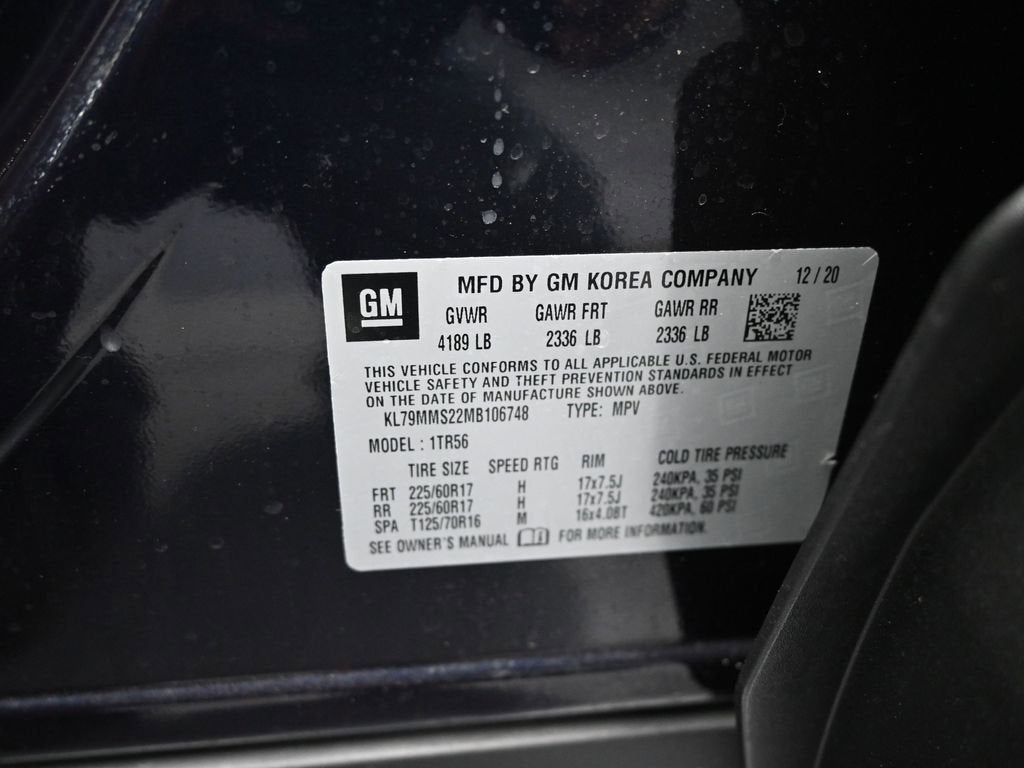 GM MFD BY GM KOREA COMPANY 12 / 20
GVWR GAWR FRT GAWR RR
4189 LB 2336 LB 2336 LB
THIS VEHICLE CONFORMS TO ALL APPLICABLE U.S. FEDERAL MOTOR
VEHICLE SAFETY AND THEFT PREVENTION STANDARDS IN EFFECT
ON THE DATE OF MANUFACTURE SHOWN ABOVE.
KL79MMS22MB106748 TYPE: MPV
MODEL : 1TR56
TIRE SIZE SPEED RTG RIM COLD TIRE PRESSURE
FRT 225/60R17 H 17x7.5J 240KPA, 35 PSI
RR 225/60R17 H 17x7.5J 240KPA, 35 PSI
SPA T125/70R16 M 16x4.0BT 420KPA, 60 PSI
SEE OWNER'S MANUAL FOR MORE INFORMATION.